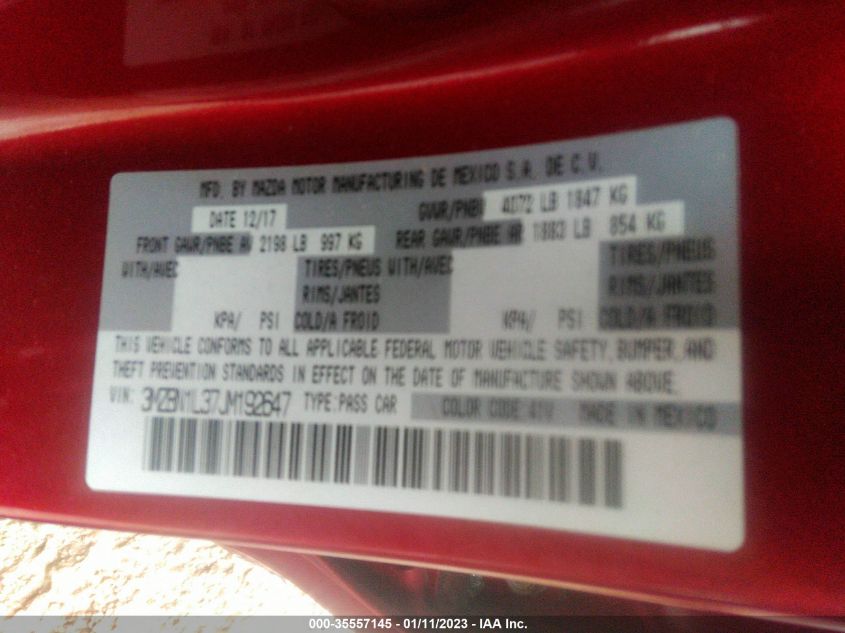 MFD. BY MAZDA MOTOR MANUFACTURING DE MEXICO S.A. DE C.V.
DATE 12/17 GVWR/PNBV 4072 LB 1847 KG
FRONT GAWR/PNBE AV 2198 LB 997 KG REAR GAWR/PNBE AR 1883 LB 854 KG
WITH/AVEC TIRES/PNEUS WITH/AVEC TIRES/PNEUS
RIMS/JANTES RIMS/JANTES
KPA/ PSI COLD/A FROID KPA/ PSI COLD/A FROID
THIS VEHICLE CONFORMS TO ALL APPLICABLE FEDERAL MOTOR VEHICLE SAFETY, BUMPER, AND
THEFT PREVENTION STANDARDS IN EFFECT ON THE DATE OF MANUFACTURE SHOWN ABOVE.
VIN: 3MZBN1L37JM192647 TYPE:PASS CAR COLOR CODE:41V MADE IN MEXICO
000-35557145 - 01/11/2023 - IAA Inc.